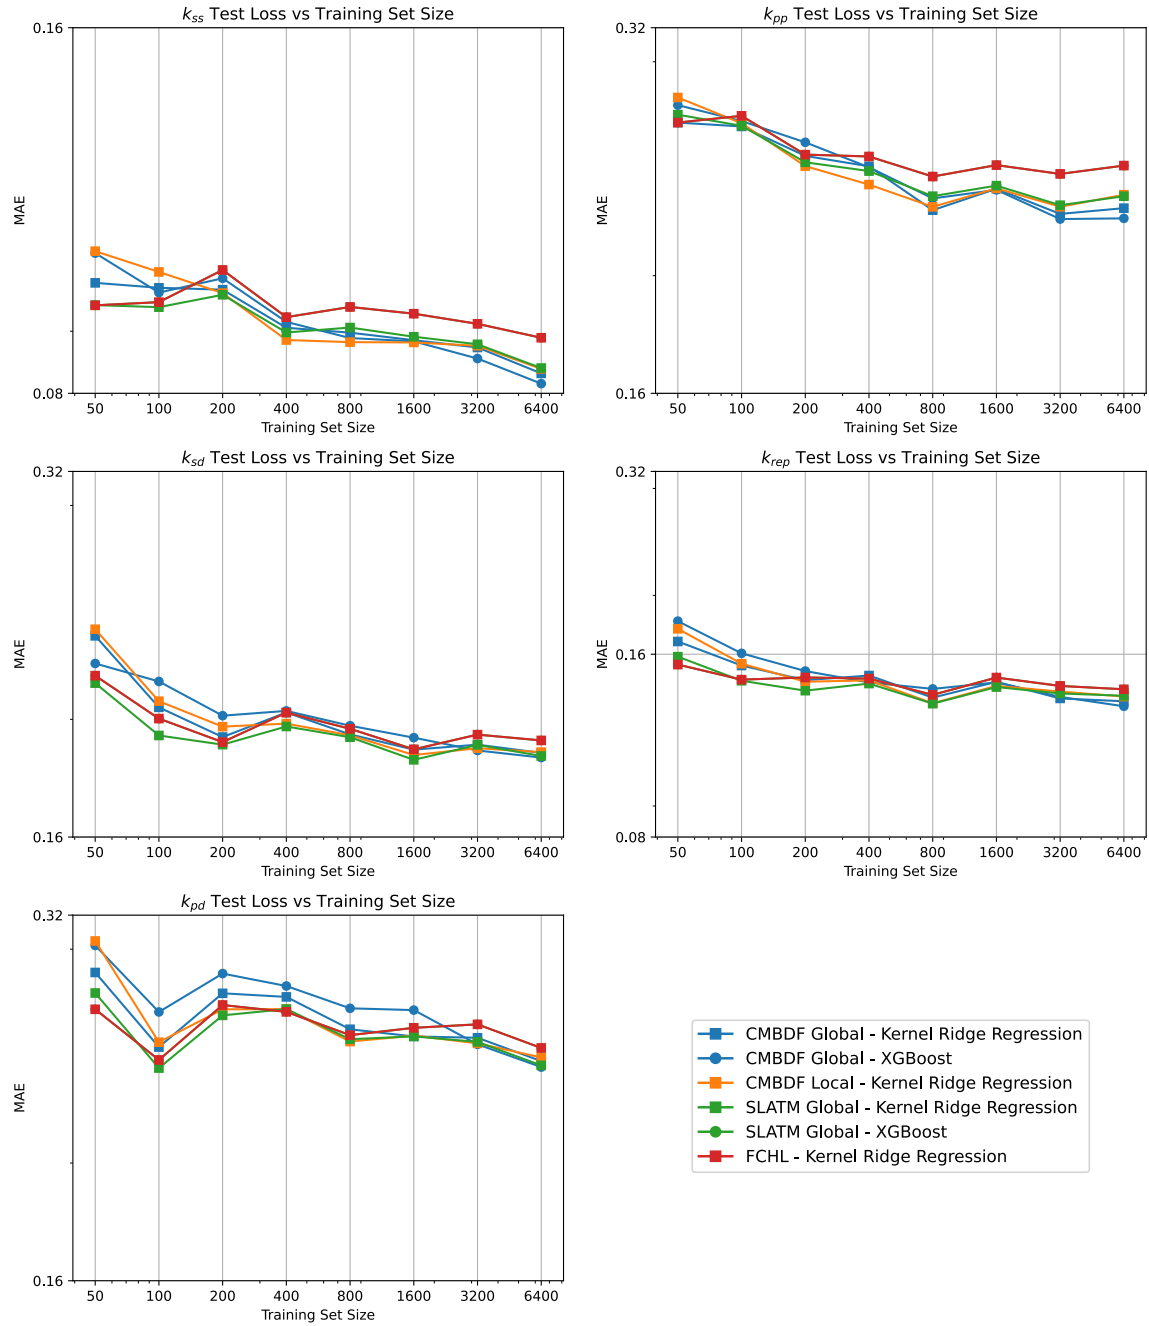 k_ss Test Loss vs Training Set Size
0.16
0.08
MAE
50 100 200 400 800 1600 3200 6400
Training Set Size
k_pp Test Loss vs Training Set Size
0.32
0.16
MAE
50 100 200 400 800 1600 3200 6400
Training Set Size
k_sd Test Loss vs Training Set Size
0.32
0.16
MAE
50 100 200 400 800 1600 3200 6400
Training Set Size
k_rep Test Loss vs Training Set Size
0.32
0.16
0.08
MAE
50 100 200 400 800 1600 3200 6400
Training Set Size
k_pd Test Loss vs Training Set Size
0.32
0.16
MAE
50 100 200 400 800 1600 3200 6400
Training Set Size
CMBDF Global - Kernel Ridge Regression
CMBDF Global - XGBoost
CMBDF Local - Kernel Ridge Regression
SLATM Global - Kernel Ridge Regression
SLATM Global - XGBoost
FCHL - Kernel Ridge Regression